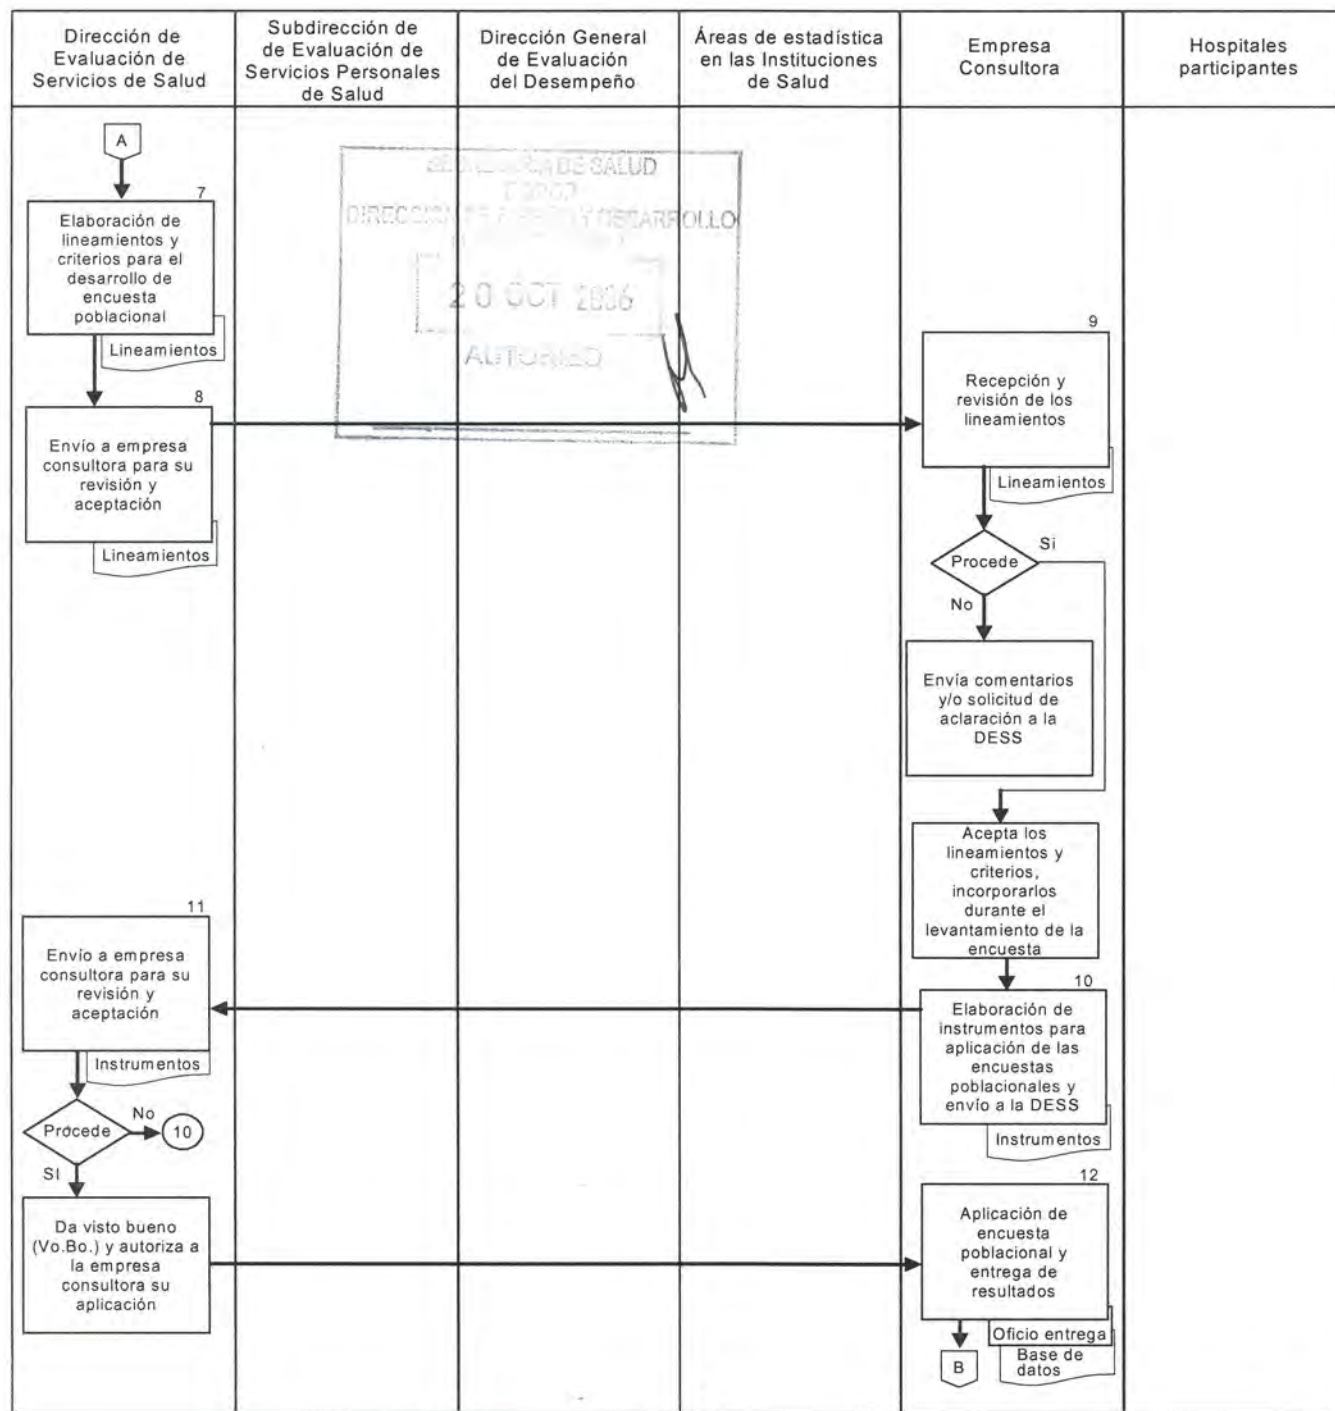 Dirección de
Evaluación de
Servicios de Salud
Subdirección de
de Evaluación de
Servicios Personales
de Salud
Dirección General
de Evaluación
del Desempeño
Áreas de estadística
en las Instituciones
de Salud
Empresa
Consultora
Hospitales
participantes
A
7
Elaboración de
lineamientos y
criterios para el
desarrollo de
encuesta
poblacional
Lineamientos
DE SALUD
Y DESARROLLO
20 OCT
8
Envío a empresa
consultora para su
revisión y
aceptación
Lineamientos
9
Recepción y
revisión de los
lineamientos
Lineamientos
Procede
Si
No
Envía comentarios
y/o solicitud de
aclaración a la
DESS
Acepta los
lineamientos y
criterios,
incorporarlos
durante el
levantamiento de la
encuesta
10
Elaboración de
instrumentos para
aplicación de las
encuestas
poblacionales y
envío a la DESS
Instrumentos
11
Envío a empresa
consultora para su
revisión y
aceptación
Instrumentos
Procede
No
10
SI
Da visto bueno
(Vo.Bo.) y autoriza a
la empresa
consultora su
aplicación
12
Aplicación de
encuesta
poblacional y
entrega de
resultados
Oficio entrega
Base de
datos
B